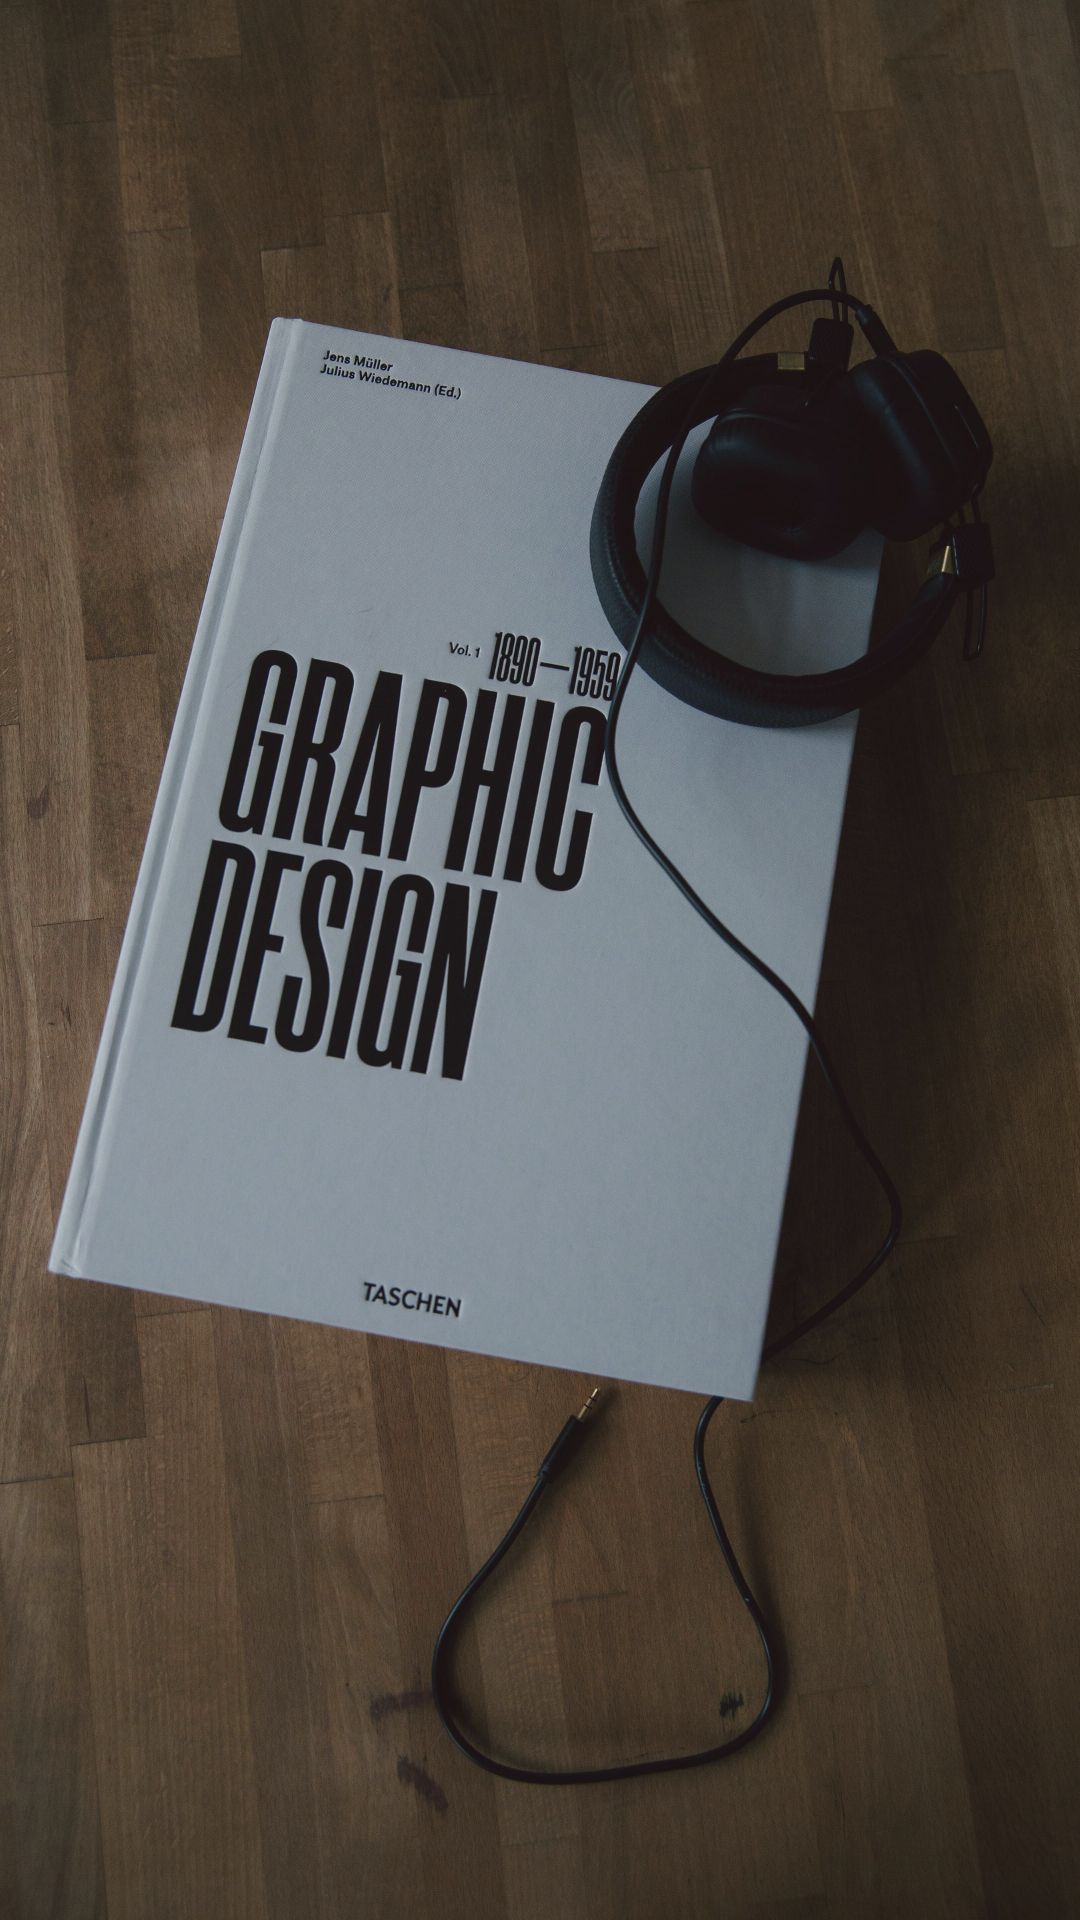 Jens Müller
Julius Wiedemann (Ed.)
Vol. 1 1890—1959
GRAPHIC
DESIGN
TASCHEN